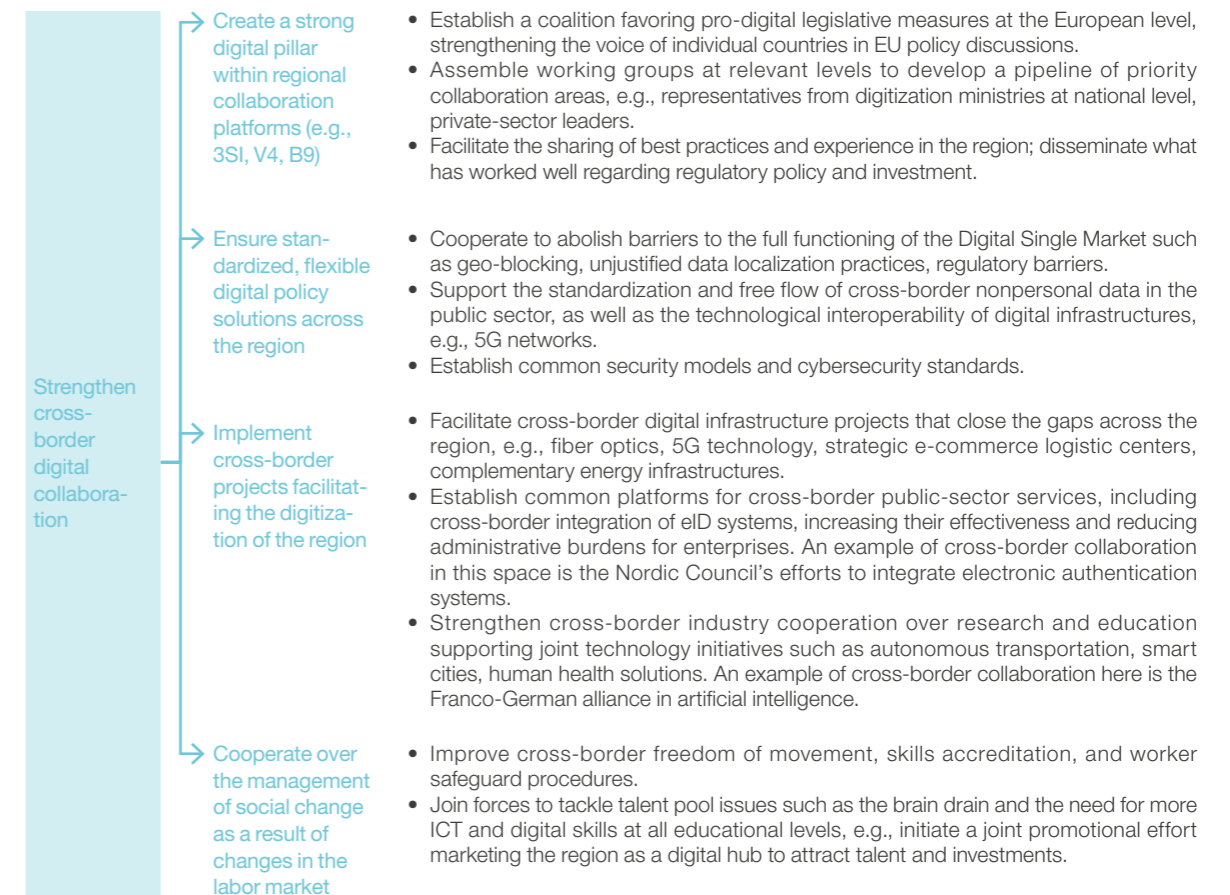 Strengthen
cross-
border
digital
collabora-
tion
Create a strong
digital pillar
within regional
collaboration
platforms (e.g.,
3SI, V4, B9)
• Establish a coalition favoring pro-digital legislative measures at the European level,
strengthening the voice of individual countries in EU policy discussions.
• Assemble working groups at relevant levels to develop a pipeline of priority
collaboration areas, e.g., representatives from digitization ministries at national level,
private-sector leaders.
• Facilitate the sharing of best practices and experience in the region; disseminate what
has worked well regarding regulatory policy and investment.
Ensure stan-
dardized, flexible
digital policy
solutions across
the region
• Cooperate to abolish barriers to the full functioning of the Digital Single Market such
as geo-blocking, unjustified data localization practices, regulatory barriers.
• Support the standardization and free flow of cross-border nonpersonal data in the
public sector, as well as the technological interoperability of digital infrastructures,
e.g., 5G networks.
• Establish common security models and cybersecurity standards.
Implement
cross-border
projects facilitat-
ing the digitiza-
tion of the region
• Facilitate cross-border digital infrastructure projects that close the gaps across the
region, e.g., fiber optics, 5G technology, strategic e-commerce logistic centers,
complementary energy infrastructures.
• Establish common platforms for cross-border public-sector services, including
cross-border integration of eID systems, increasing their effectiveness and reducing
administrative burdens for enterprises. An example of cross-border collaboration
in this space is the Nordic Council's efforts to integrate electronic authentication
systems.
• Strengthen cross-border industry cooperation over research and education
supporting joint technology initiatives such as autonomous transportation, smart
cities, human health solutions. An example of cross-border collaboration here is the
Franco-German alliance in artificial intelligence.
Cooperate over
the management
of social change
as a result of
changes in the
labor market
• Improve cross-border freedom of movement, skills accreditation, and worker
safeguard procedures.
• Join forces to tackle talent pool issues such as the brain drain and the need for more
ICT and digital skills at all educational levels, e.g., initiate a joint promotional effort
marketing the region as a digital hub to attract talent and investments.